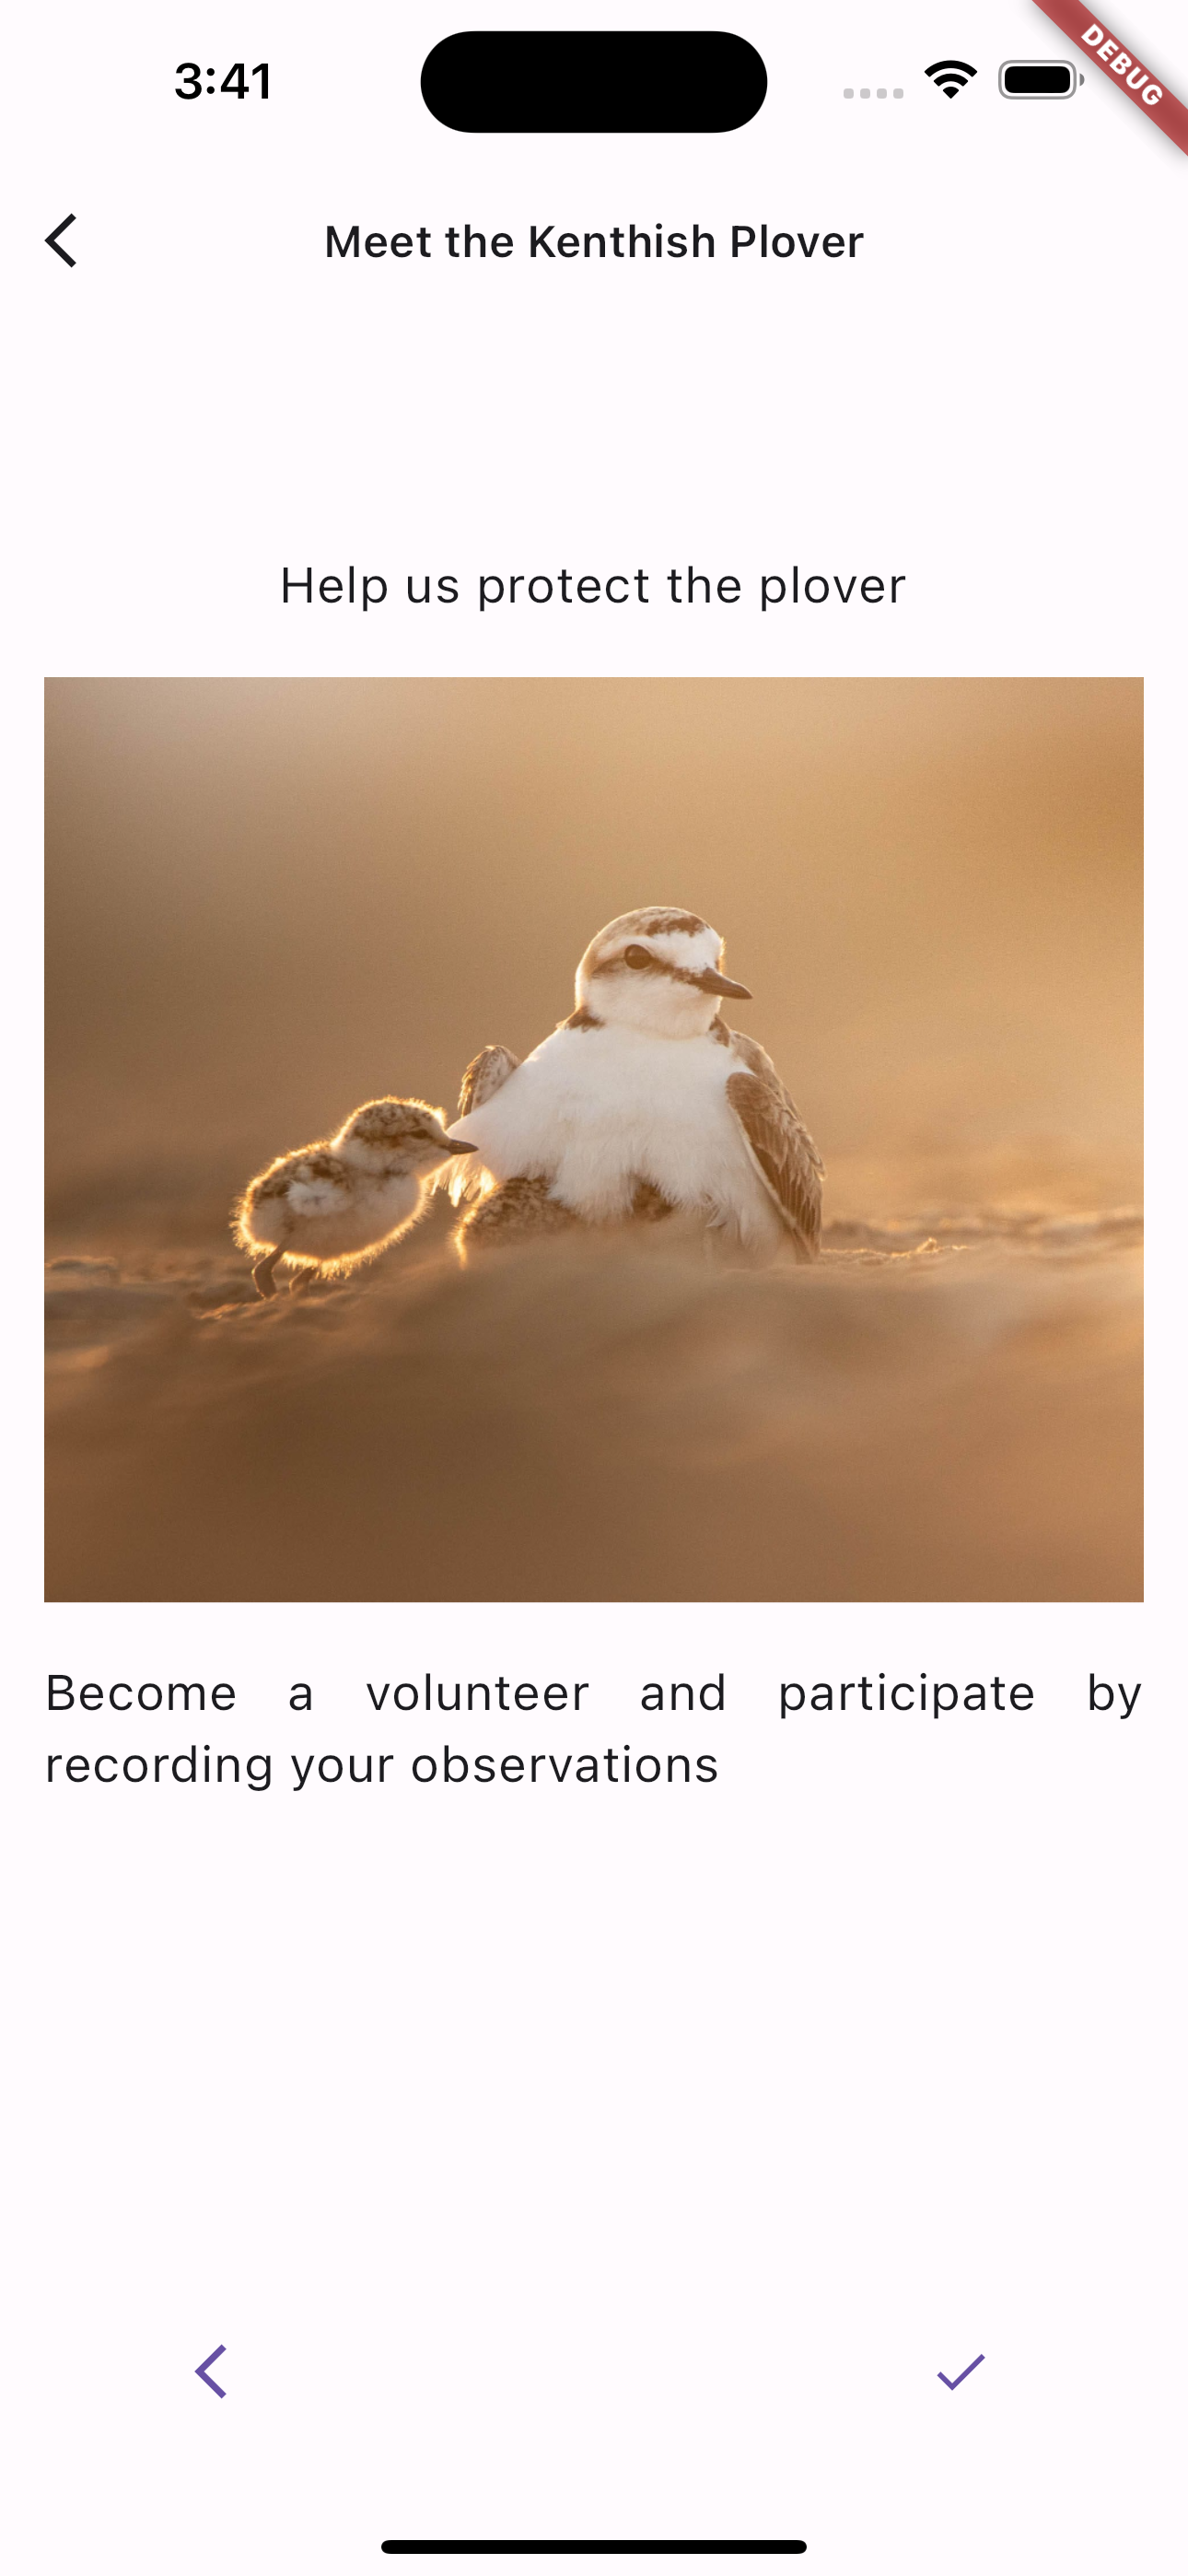 3:41
DEBUG
Meet the Kenthish Plover
Help us protect the plover
Become a volunteer and participate by
recording your observations